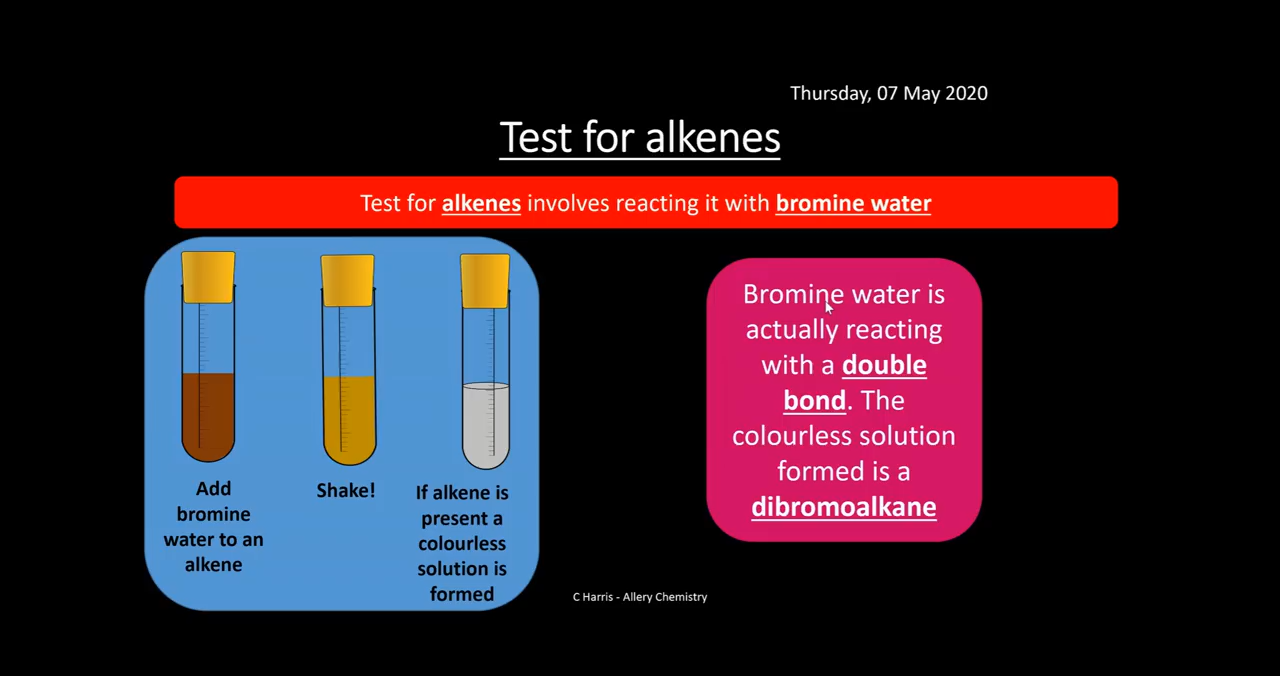 Thursday, 07 May 2020
Test for alkenes
Test for alkenes involves reacting it with bromine water
Add
bromine
water to an
alkene
Shake!
If alkene is
present a
colourless
solution is
formed
Bromine water is
actually reacting
with a double
bond. The
colourless solution
formed is a
dibromoalkane
C Harris - Allery Chemistry